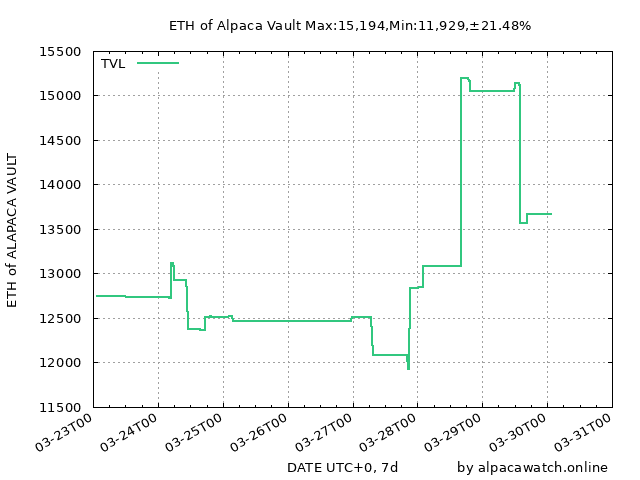 ETH of Alpaca Vault Max:15,194,Min:11,929,±21.48%
TVL
15500
15000
14500
14000
13500
13000
12500
12000
11500
ETH of ALAPACA VAULT
03-23T00
03-24T00
03-25T00
03-26T00
03-27T00
03-28T00
03-29T00
03-30T00
03-31T00
DATE UTC+0, 7d
by alpacawatch.online